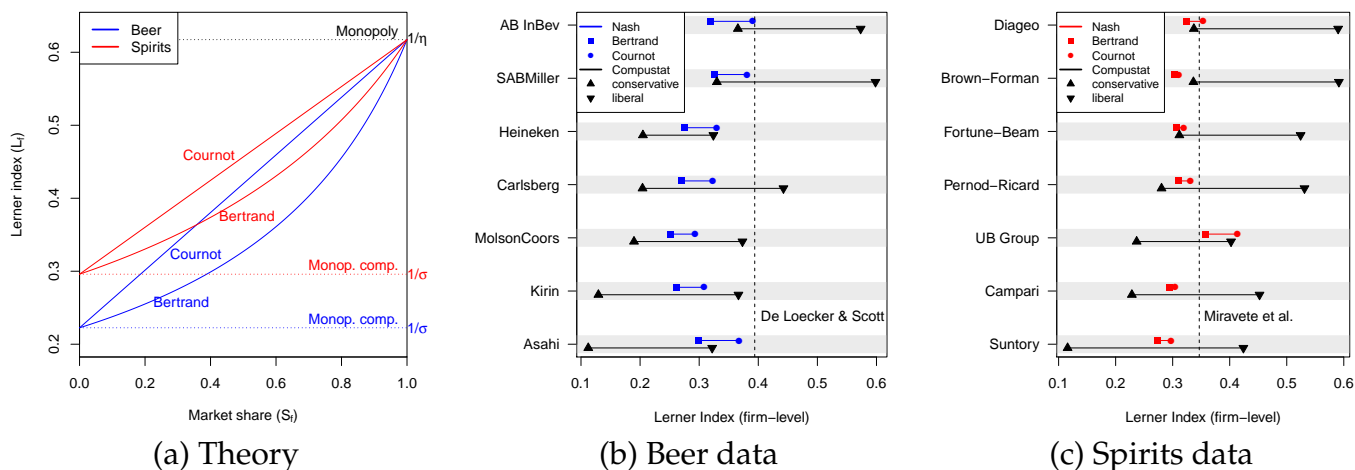 Beer
Spirits
Monopoly
1/η
Cournot
Bertrand
Cournot
Monop. comp.
1/σ
Bertrand
Monop. comp.
1/σ
0.2
0.3
0.4
0.5
0.6
Lerner index (Lf)
0.0
0.2
0.4
0.6
0.8
1.0
Market share (Sf)
(a) Theory
AB InBev
SABMiller
Heineken
Carlsberg
MolsonCoors
Kirin
Asahi
Nash
Bertrand
Cournot
Compustat
conservative
liberal
De Loecker & Scott
0.1
0.2
0.3
0.4
0.5
0.6
Lerner Index (firm−level)
(b) Beer data
Diageo
Brown−Forman
Fortune−Beam
Pernod−Ricard
UB Group
Campari
Suntory
Nash
Bertrand
Cournot
Compustat
conservative
liberal
Miravete et al.
0.1
0.2
0.3
0.4
0.5
0.6
Lerner Index (firm−level)
(c) Spirits data